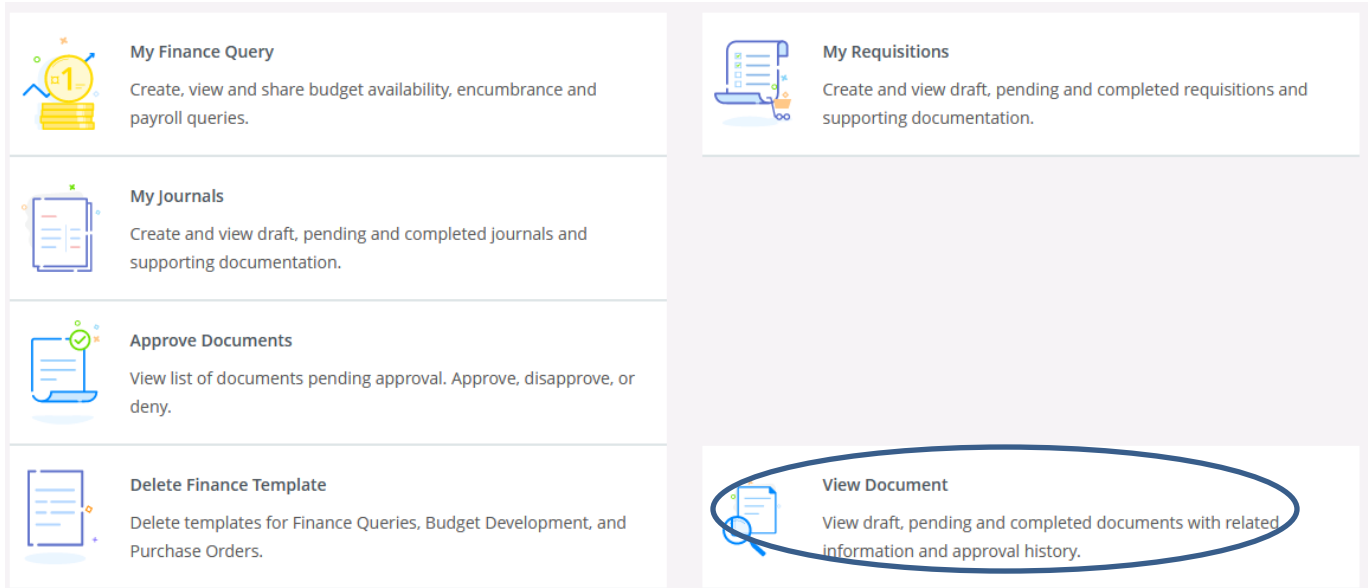 My Finance Query
Create, view and share budget availability, encumbrance and
payroll queries.
My Requisitions
Create and view draft, pending and completed requisitions and
supporting documentation.
My Journals
Create and view draft, pending and completed journals and
supporting documentation.
Approve Documents
View list of documents pending approval. Approve, disapprove, or
deny.
Delete Finance Template
Delete templates for Finance Queries, Budget Development, and
Purchase Orders.
View Document
View draft, pending and completed documents with related
information and approval history.